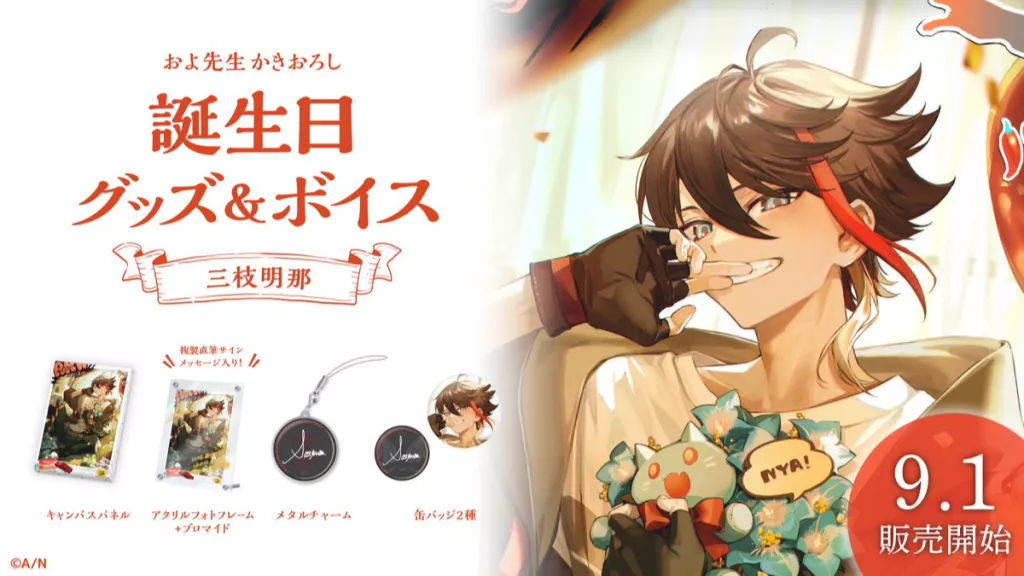 およ先生 かきおろし
誕生日
グッズ&ボイス
三枝明那
複製直筆サイン
メッセージ入り!
キャンバスパネル
アクリルフォトフレーム
+ブロマイド
メタルチャーム
缶バッジ2種
©A/N
NYA!
9.1
販売開始